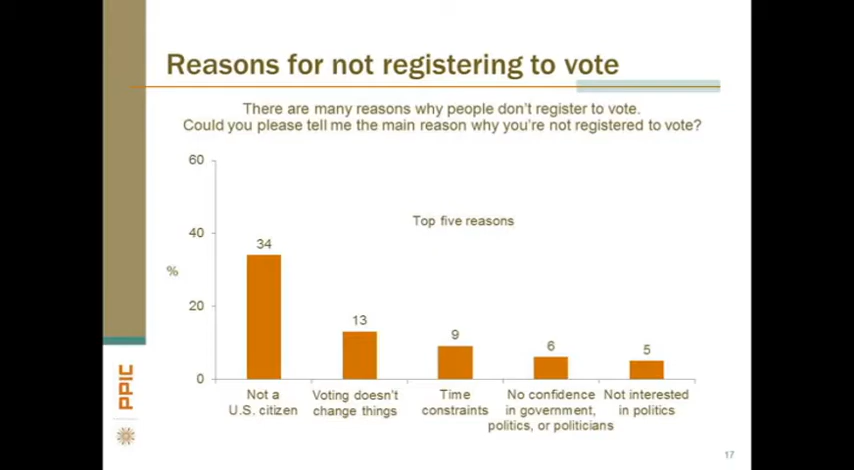 Reasons for not registering to vote
There are many reasons why people don't register to vote.
Could you please tell me the main reason why you're not registered to vote?
60
40
20
0
%
Top five reasons
34
13
9
6
5
Not a
U.S. citizen
Voting doesn't
change things
Time
constraints
No confidence
in government,
politics, or politicians
Not interested
in politics
PPIC
17